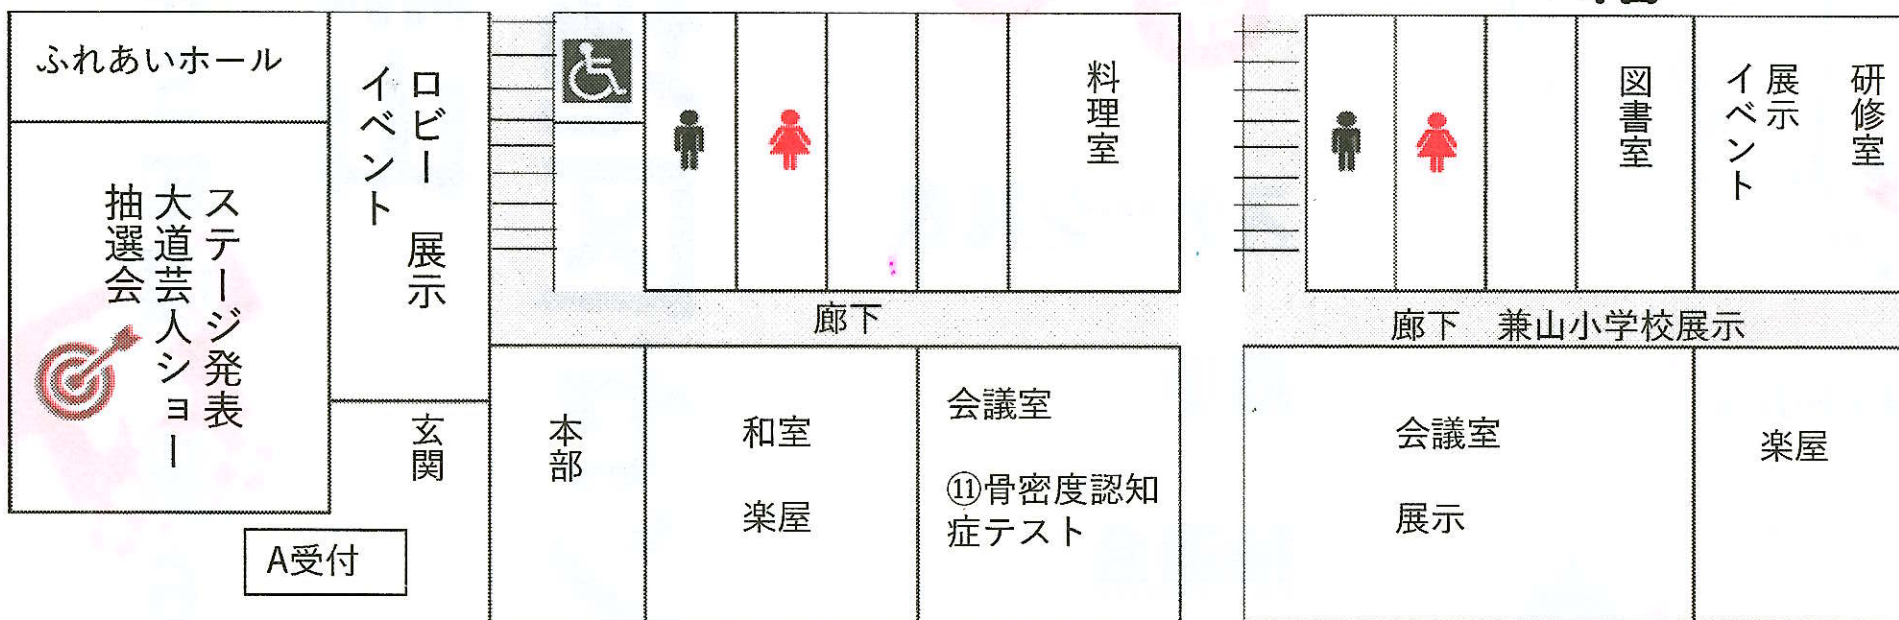 ふれあいホール
ステージ発表
大道芸人ショー
抽選会
ロビー 展示
イベント
玄関
A受付
料理室
廊下
本部
和室
楽屋
会議室
⑪骨密度認知
症テスト
図書室
研修室
展示
イベント
廊下 兼山小学校展示
会議室
展示
楽屋